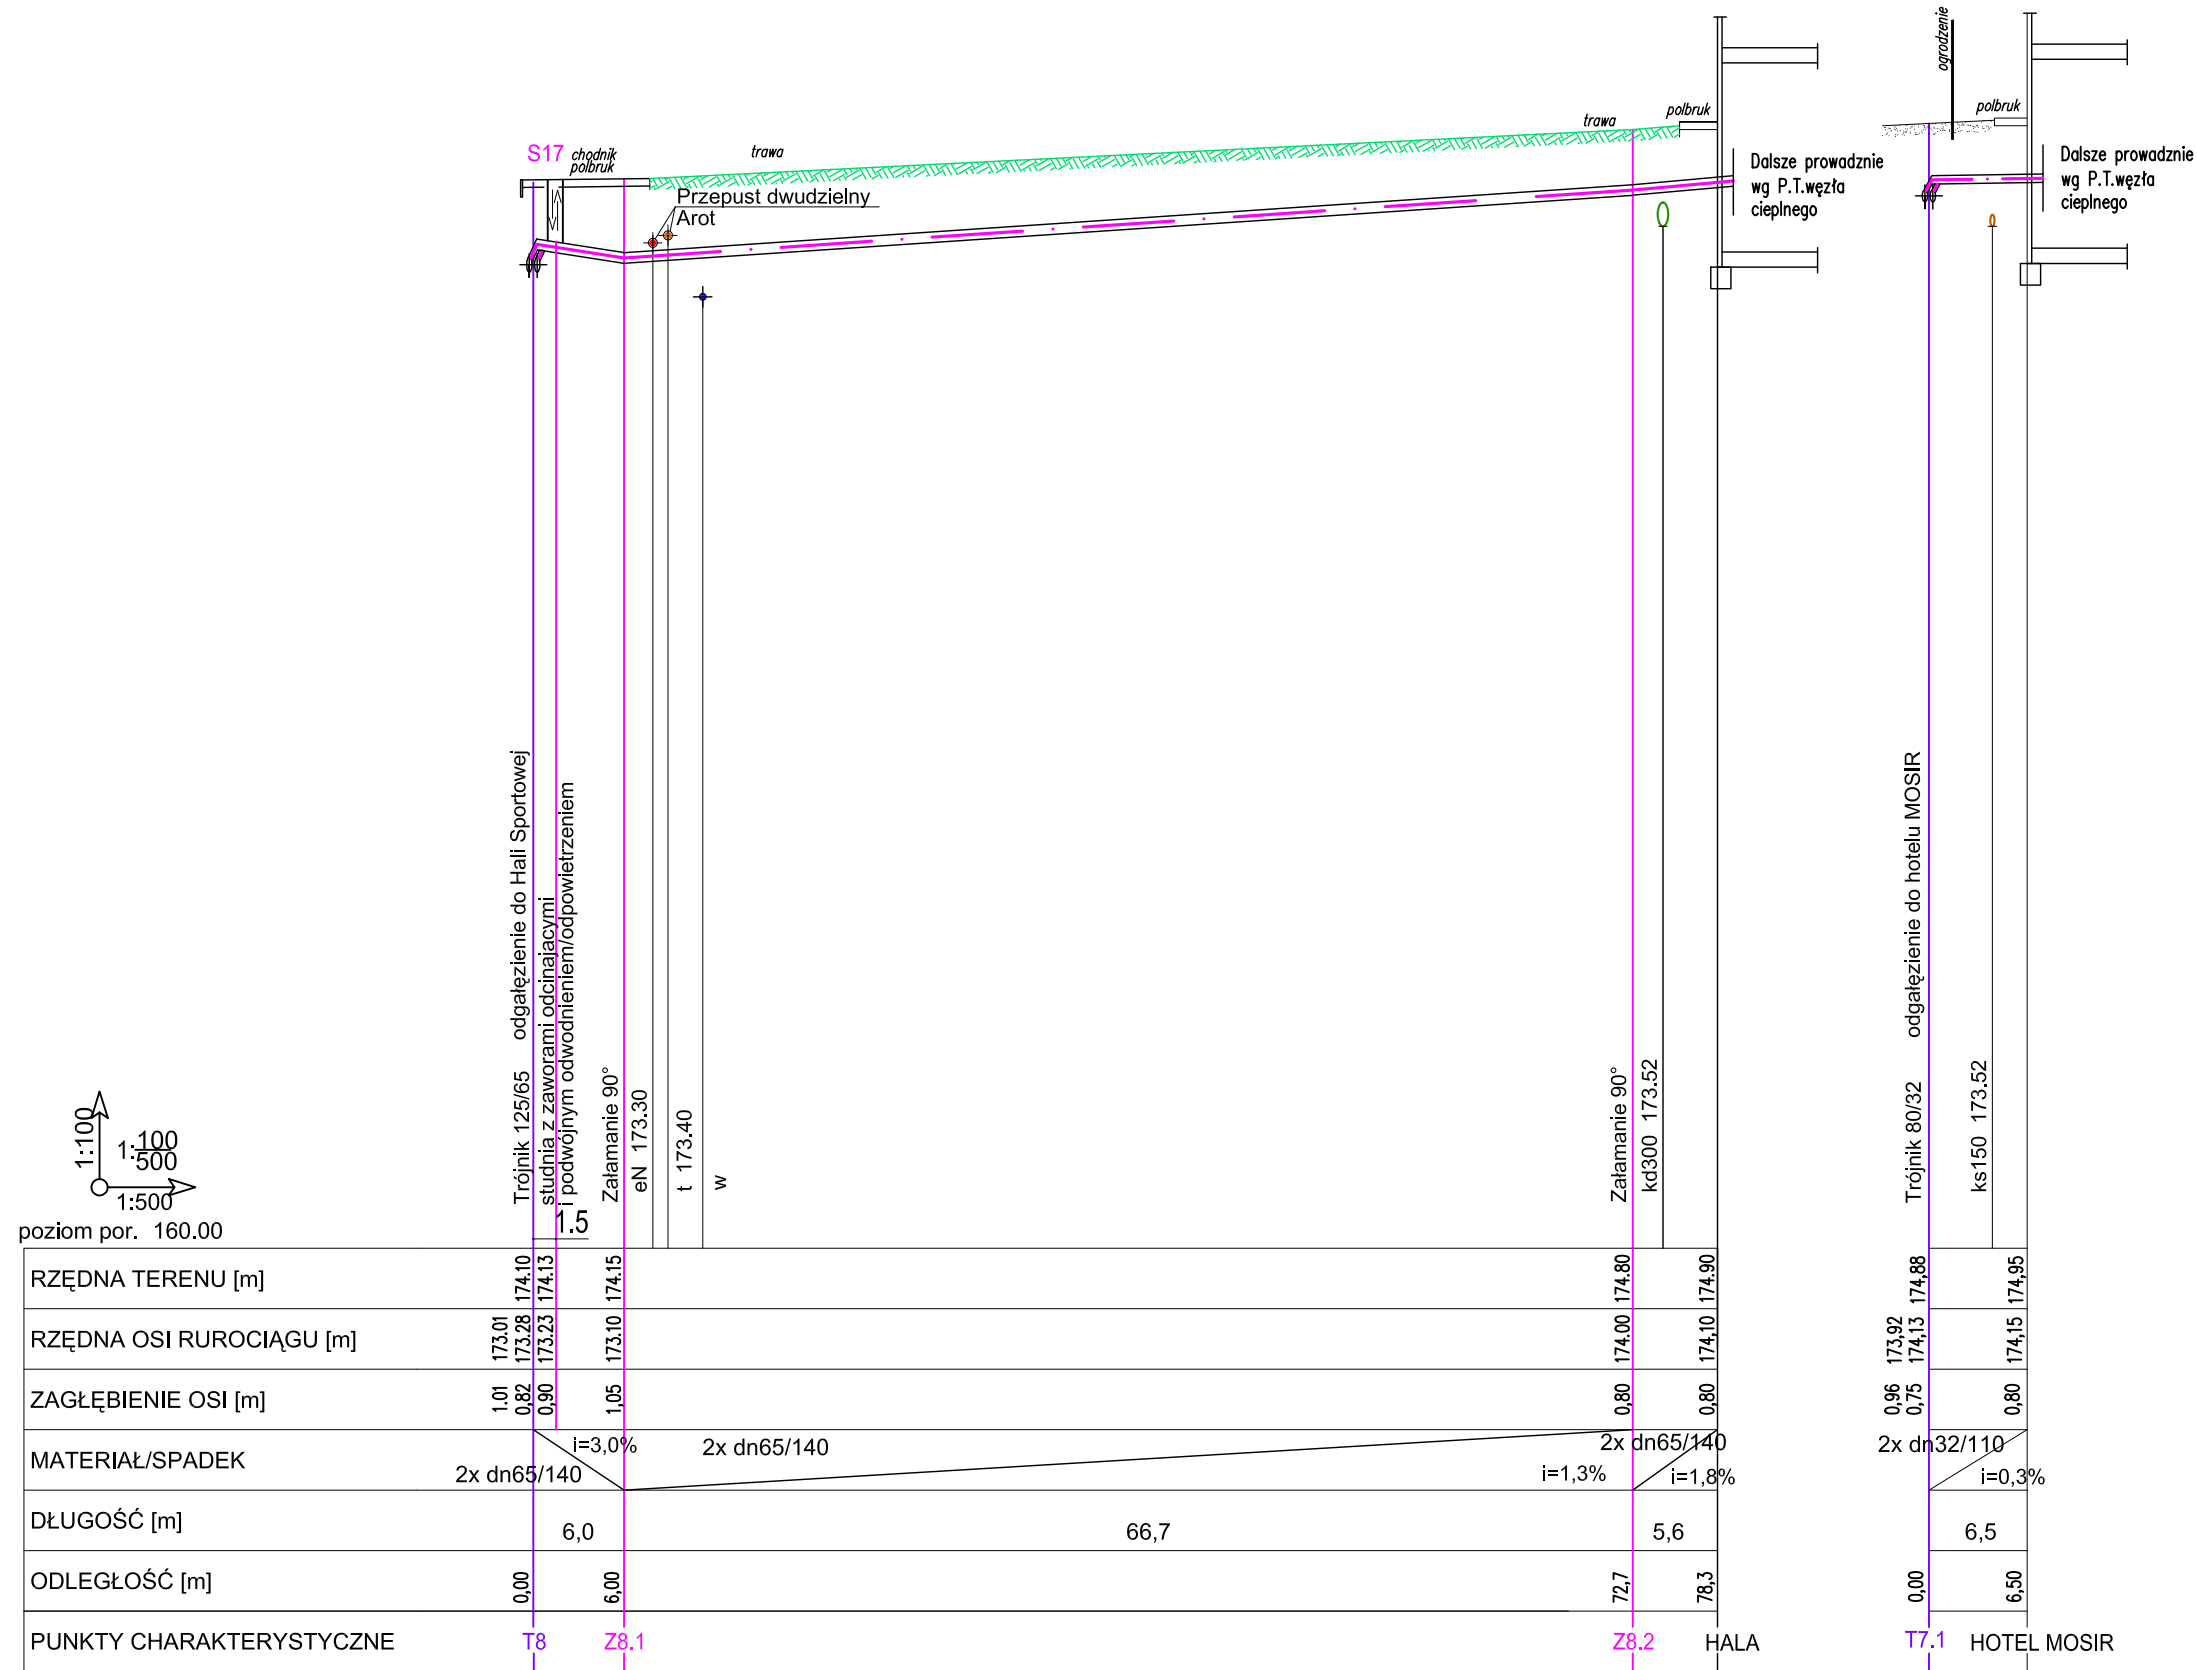 ogrodzenie
polbruk
polbruk
trawa
S17
chodnik
polbruk
trawa
Przepust dwudzielny
Arot
Dalsze prowadznie
wg P.T.węzła
cieplnego
Dalsze prowadznie
wg P.T.węzła
cieplnego
Trójnik 125/65 odgałęzienie do Hali Sportowej
studnia z zaworami odcinającymi
i podwójnym odwodnieniem/odpowietrzeniem
Załamanie 90°
eN 173.30
t 173.40
w
Załamanie 90°
kd300 173.52
Trójnik 80/32 odgałęzienie do hotelu MOSIR
ks150 173.52
1:100
1:100
500
1:500
1.5
poziom por. 160.00
RZĘDNA TERENU [m] 174.10 174.13 174.15 174.80 174.90 174,88 174,95
RZĘDNA OSI RUROCIĄGU [m] 173.01 173.28 173.23 173.10 174.00 174,10 173,92 174,13 174,15
ZAGŁĘBIENIE OSI [m] 1.01 0,82 0,90 1,05 0,80 0,80 0,96 0,75 0,80
MATERIAŁ/SPADEK 2x dn65/140 i=3,0% 2x dn65/140 i=1,3% 2x dn65/140 i=1,8% 2x dn32/110 i=0,3%
DŁUGOŚĆ [m] 6,0 66,7 5,6 6,5
ODLEGŁOŚĆ [m] 0,00 6,00 72,7 78,3 0,00 6,50
PUNKTY CHARAKTERYSTYCZNE T8 Z8.1 Z8.2 HALA T7.1 HOTEL MOSIR